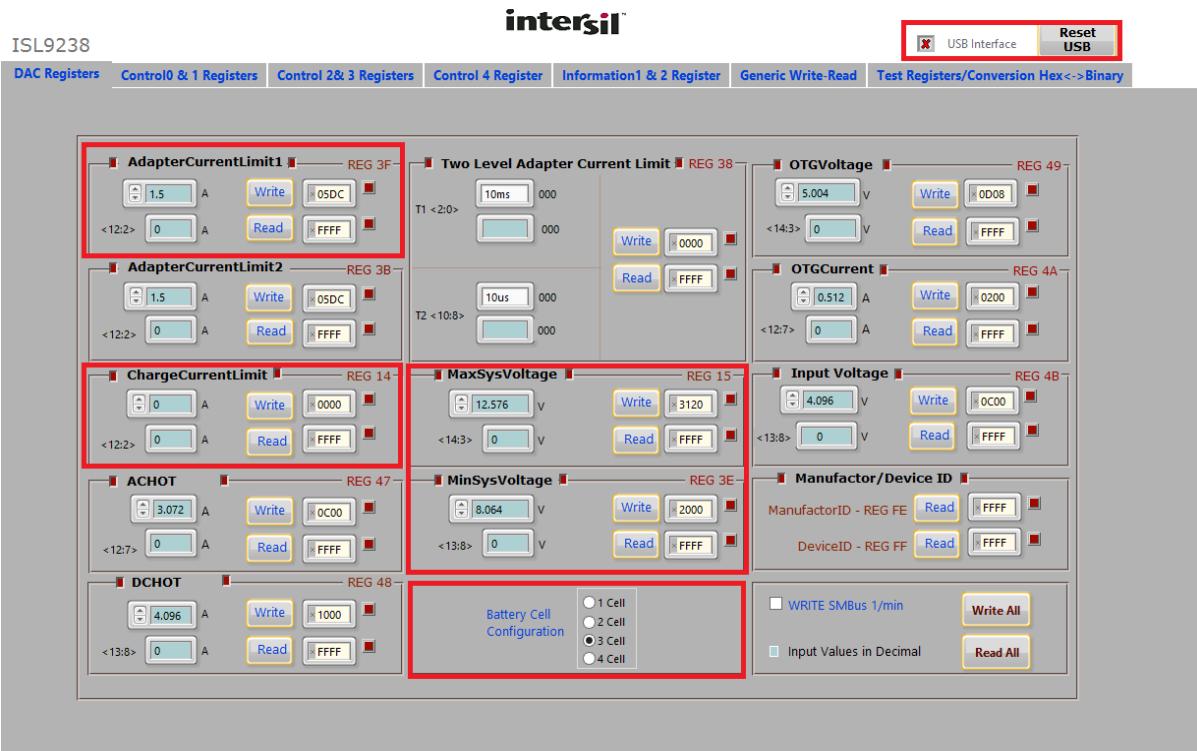 intersil
ISL9238
USB Interface
Reset
USB
DAC Registers
Control0 & 1 Registers
Control 2& 3 Registers
Control 4 Register
Information1 & 2 Register
Generic Write-Read
Test Registers/Conversion Hex<->Binary
AdapterCurrentLimit1
REG 3F
1.5
A
Write
×05DC
<12:2>
0
A
Read
×FFFF
AdapterCurrentLimit2
REG 3B
1.5
A
Write
×05DC
<12:2>
0
A
Read
×FFFF
ChargeCurrentLimit
REG 14
0
A
Write
×0000
<12:2>
0
A
Read
×FFFF
ACHOT
REG 47
3.072
A
Write
×0C00
<12:7>
0
A
Read
×FFFF
DCHOT
REG 48
4.096
A
Write
×1000
<13:8>
0
A
Read
×FFFF
Two Level Adapter Current Limit
REG 38
10ms
000
T1 <2:0>
000
10us
000
T2 <10:8>
000
Write
×0000
Read
×FFFF
MaxSysVoltage
REG 15
12.576
V
Write
×3120
<14:3>
0
V
Read
×FFFF
MinSysVoltage
REG 3E
8.064
V
Write
×2000
<13:8>
0
V
Read
×FFFF
Battery Cell
Configuration
1 Cell
2 Cell
3 Cell
4 Cell
OTGVoltage
REG 49
5.004
V
Write
×0D08
<14:3>
0
V
Read
×FFFF
OTGCurrent
REG 4A
0.512
A
Write
×0200
<12:7>
0
A
Read
×FFFF
Input Voltage
REG 4B
4.096
V
Write
×0C00
<13:8>
0
V
Read
×FFFF
Manufactor/Device ID
ManufactorID - REG FE
Read
×FFFF
DeviceID - REG FF
Read
×FFFF
WRITE SMBus 1/min
Write All
Input Values in Decimal
Read All